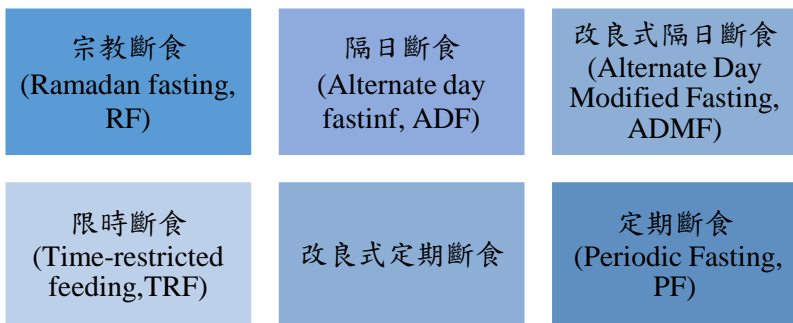 宗教斷食
(Ramadan fasting,
RF)
隔日斷食
(Alternate day
fastinf, ADF)
改良式隔日斷食
(Alternate Day
Modified Fasting,
ADMF)
限時斷食
(Time-restricted
feeding,TRF)
改良式定期斷食
定期斷食
(Periodic Fasting,
PF)